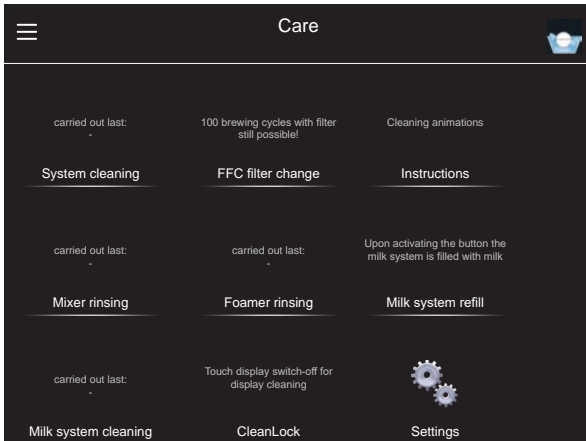 Care
carried out last:
-
System cleaning
100 brewing cycles with filter
still possible!
FFC filter change
Cleaning animations
Instructions
carried out last:
-
Mixer rinsing
carried out last:
-
Foamer rinsing
Upon activating the button the
milk system is filled with milk
Milk system refill
carried out last:
-
Milk system cleaning
Touch display switch-off for
display cleaning
CleanLock
Settings